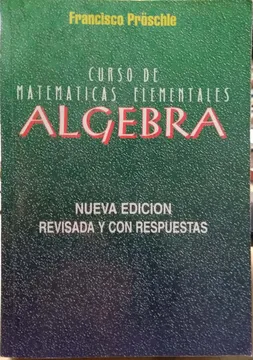 Francisco Pröschle
CURSO DE
MATEMATICAS ELEMENTALES
ALGEBRA
NUEVA EDICION
REVISADA Y CON RESPUESTAS